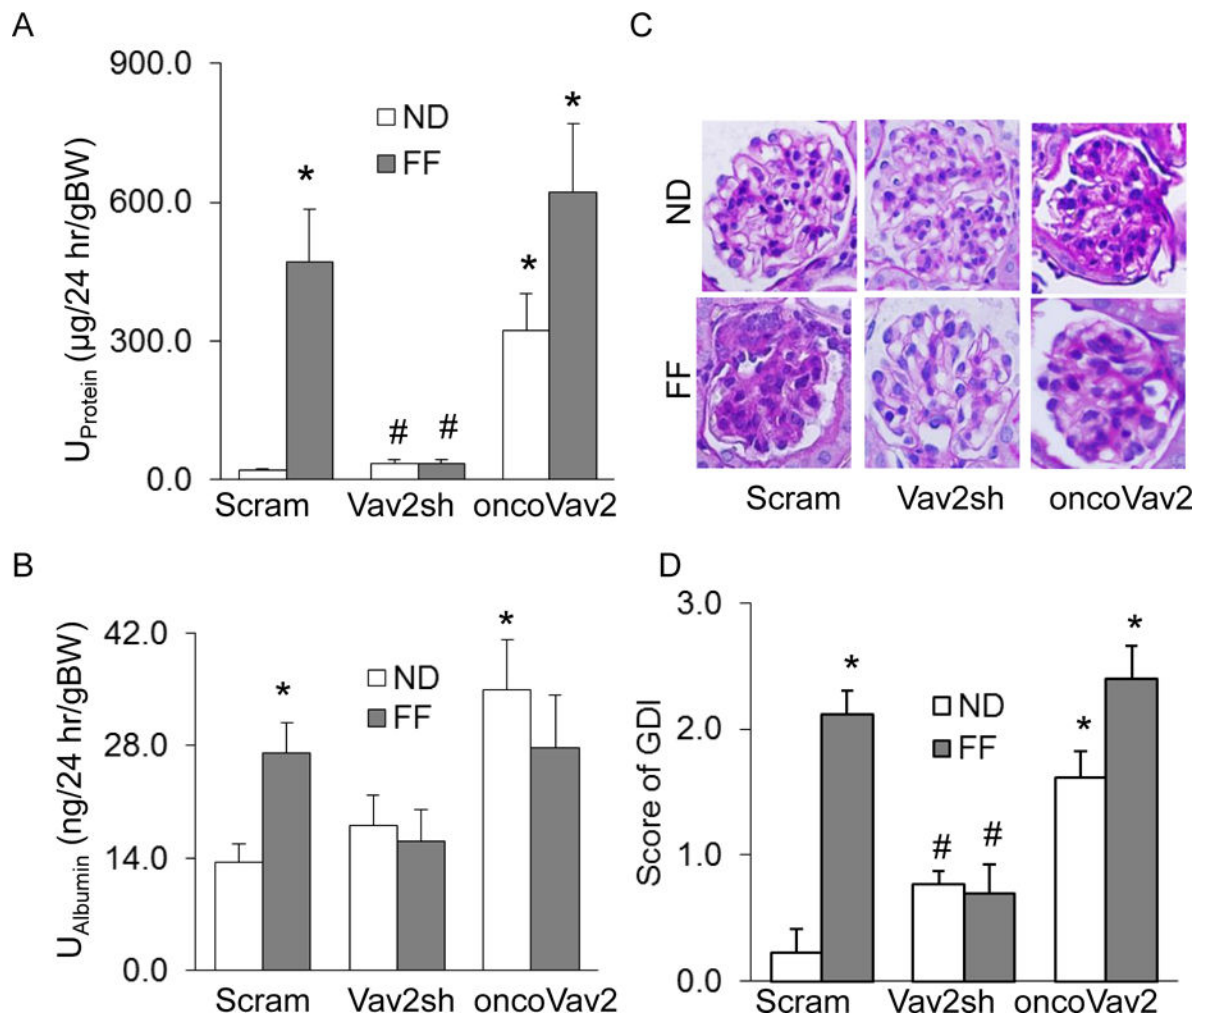 A
900.0
600.0
300.0
0.0
U_Protein (µg/24 hr/gBW)
ND
FF
*
# #
*
*
Scram Vav2sh oncoVav2
B
42.0
28.0
14.0
0.0
U_Albumin (ng/24 hr/gBW)
ND
FF
*
*
Scram Vav2sh oncoVav2
C
ND
FF
Scram Vav2sh oncoVav2
D
3.0
2.0
1.0
0.0
Score of GDI
ND
FF
*
# #
*
*
Scram Vav2sh oncoVav2